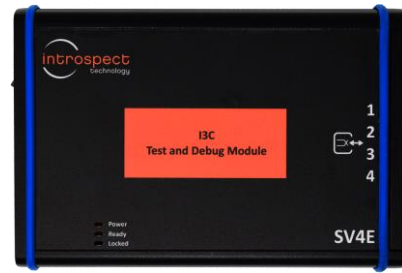 introspect
technology
I3C
Test and Debug Module
1
2
3
4
Power
Ready
Locked
SV4E